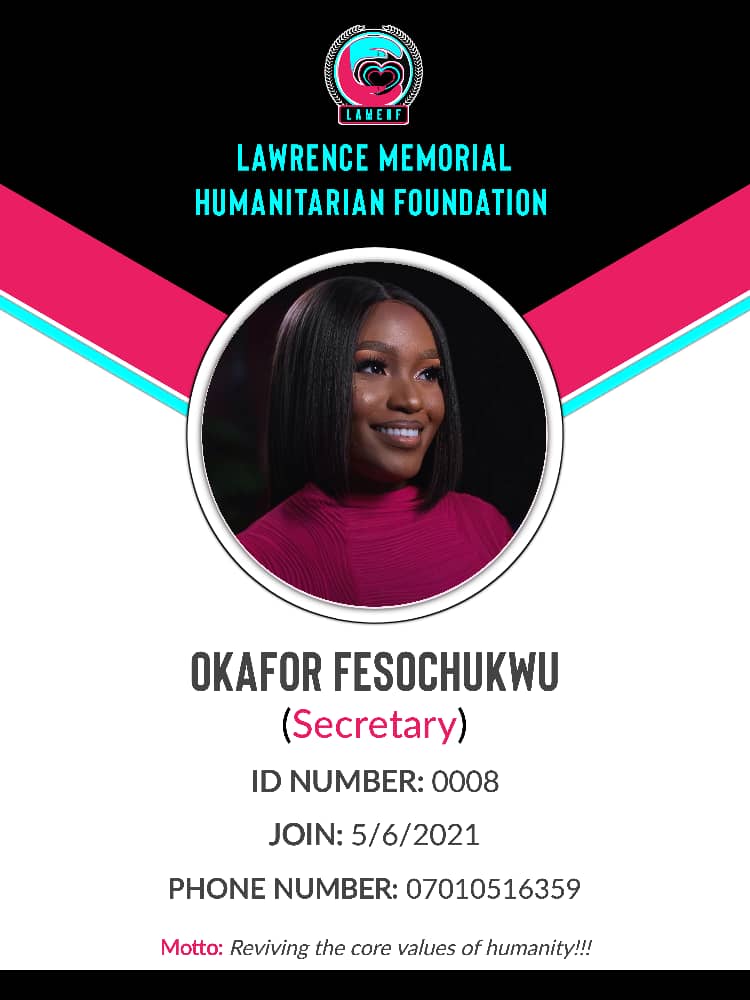 LAMEHF
LAWRENCE MEMORIAL
HUMANITARIAN FOUNDATION
OKAFOR FESOCHUKWU
(Secretary)
ID NUMBER: 0008
JOIN: 5/6/2021
PHONE NUMBER: 07010516359
Motto: Reviving the core values of humanity!!!